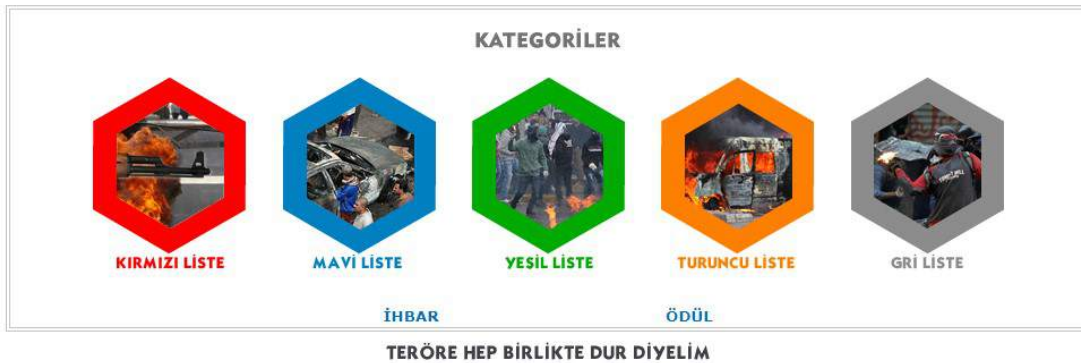 KATEGORİLER
KIRMIZI LİSTE MAVİ LİSTE YEŞİL LİSTE TURUNCU LİSTE GRİ LİSTE
İHBAR ÖDÜL
TERÖRE HEP BİRLİKTE DUR DİYELİM